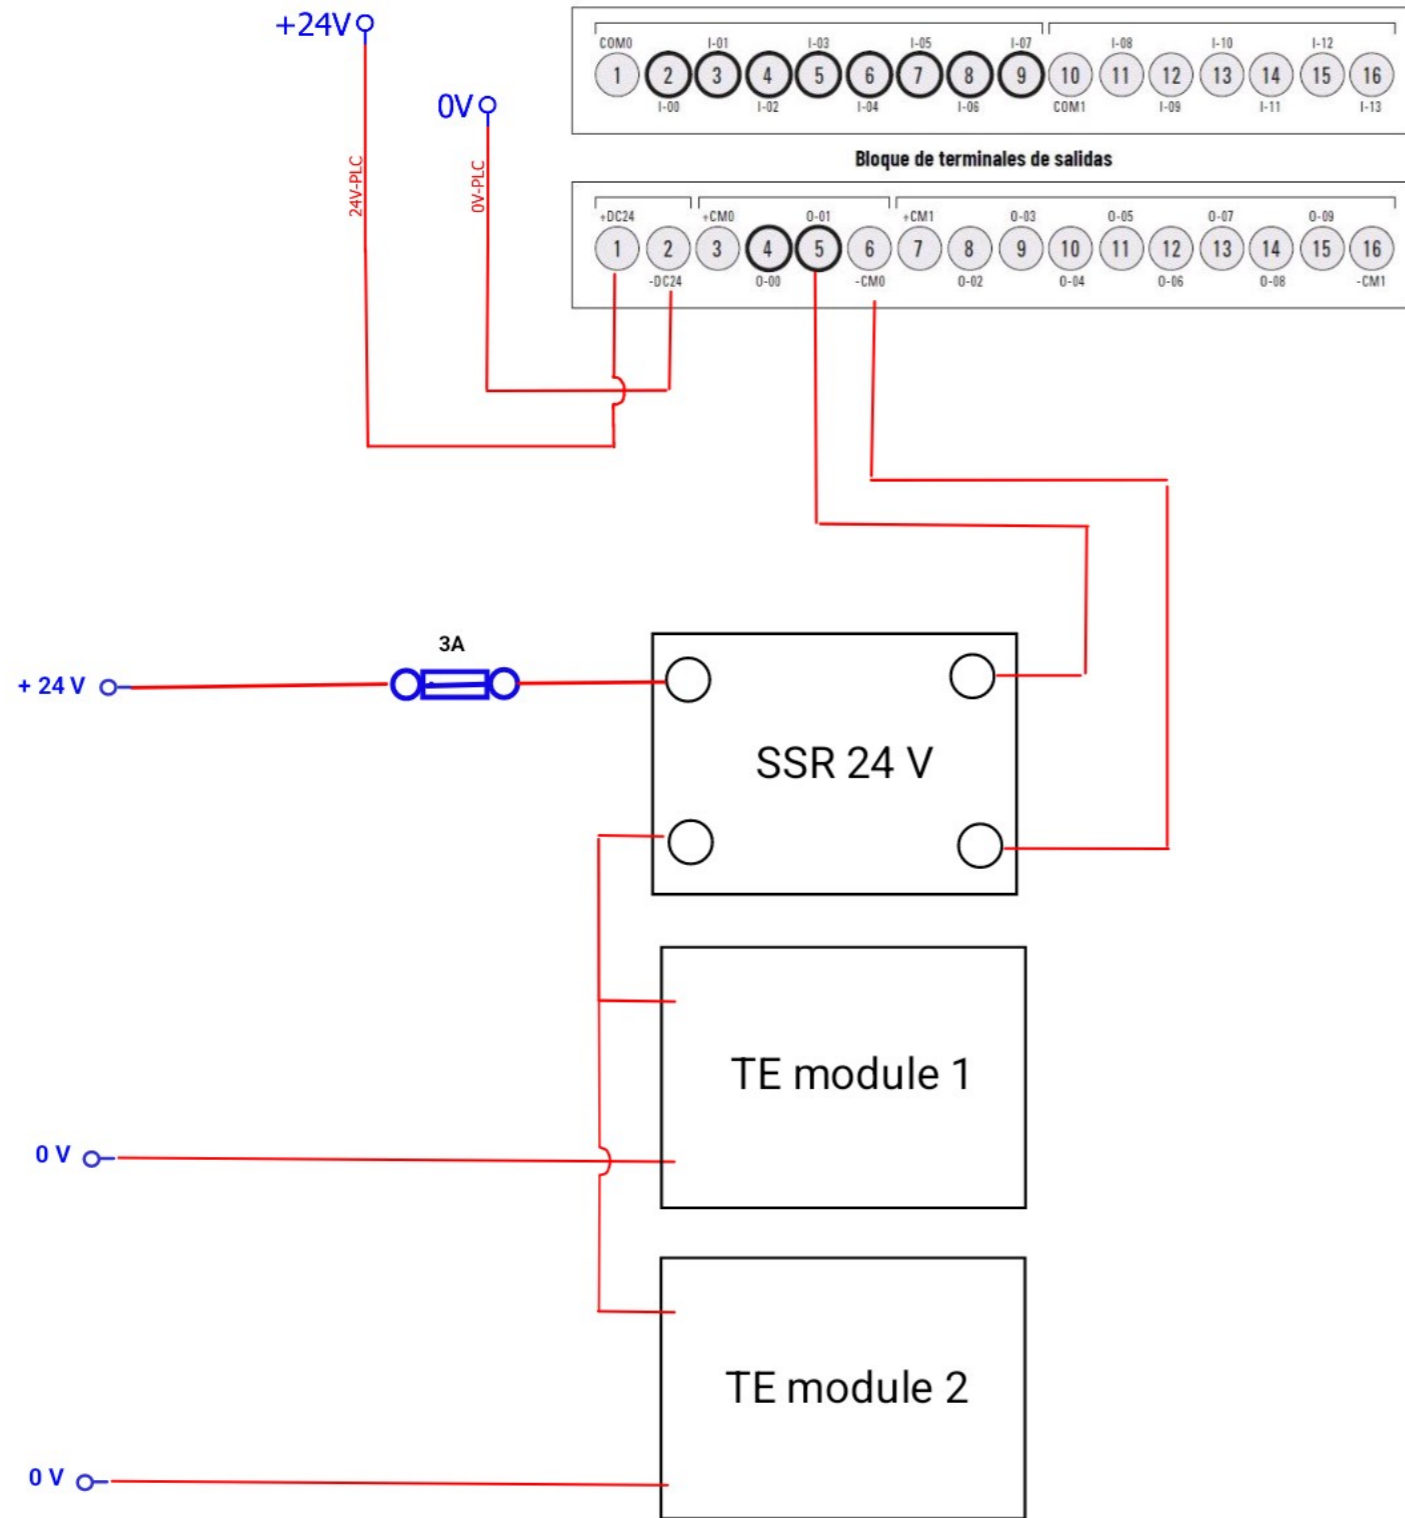 +24V
COM0 I-01 I-03 I-05 I-07 I-08 I-10 I-12
1 2 3 4 5 6 7 8 9 10 11 12 13 14 15 16
I-00 I-02 I-04 I-06 COM1 I-09 I-11 I-13
0V
24V-PLC
0V-PLC
Bloque de terminales de salidas
+DC24 +CM0 O-01 +CM1 O-03 O-05 O-07 O-09
1 2 3 4 5 6 7 8 9 10 11 12 13 14 15 16
-DC24 O-00 -CM0 O-02 O-04 O-06 O-08 -CM1
3A
+ 24 V
SSR 24 V
TE module 1
0 V
TE module 2
0 V